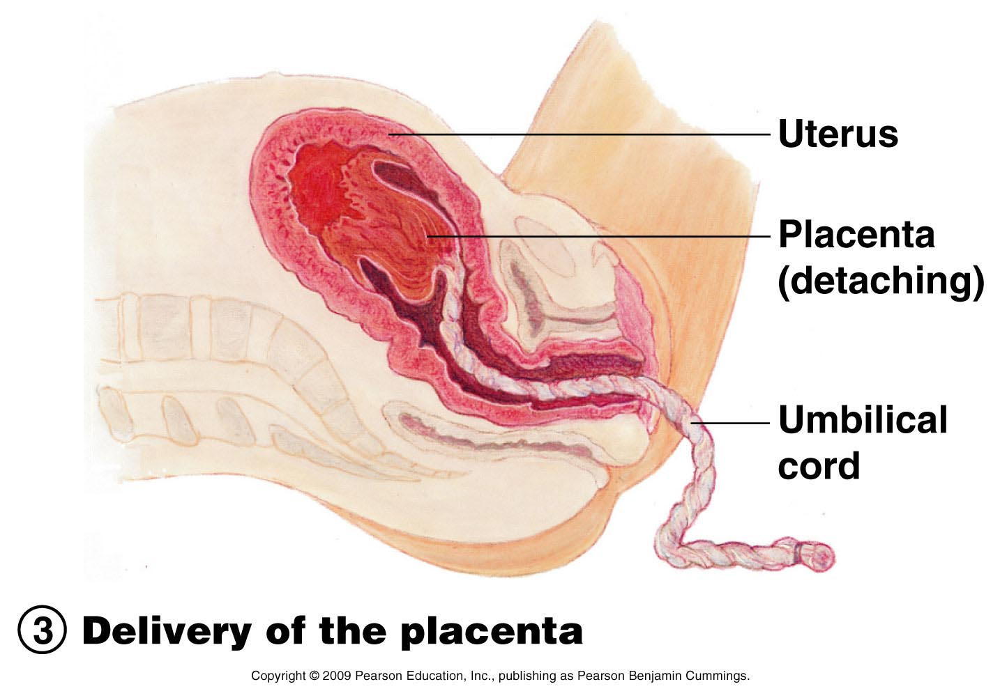 Uterus
Placenta
(detaching)
Umbilical
cord
3 Delivery of the placenta
Copyright © 2009 Pearson Education, Inc., publishing as Pearson Benjamin Cummings.